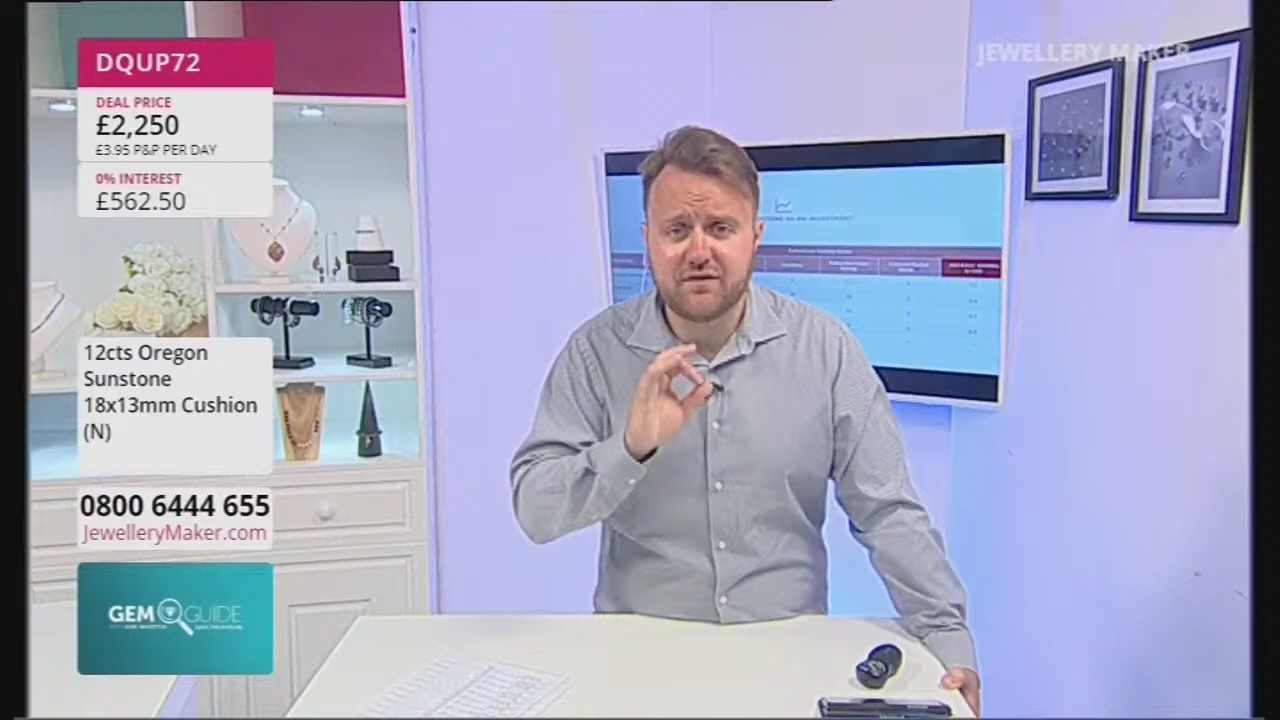 JEWELLERY MAKER
DQUP72
DEAL PRICE
£2,250
£3.95 P&P PER DAY
0% INTEREST
£562.50
12cts Oregon
Sunstone
18x13mm Cushion
(N)
0800 6444 655
JewelleryMaker.com
GEM GUIDE